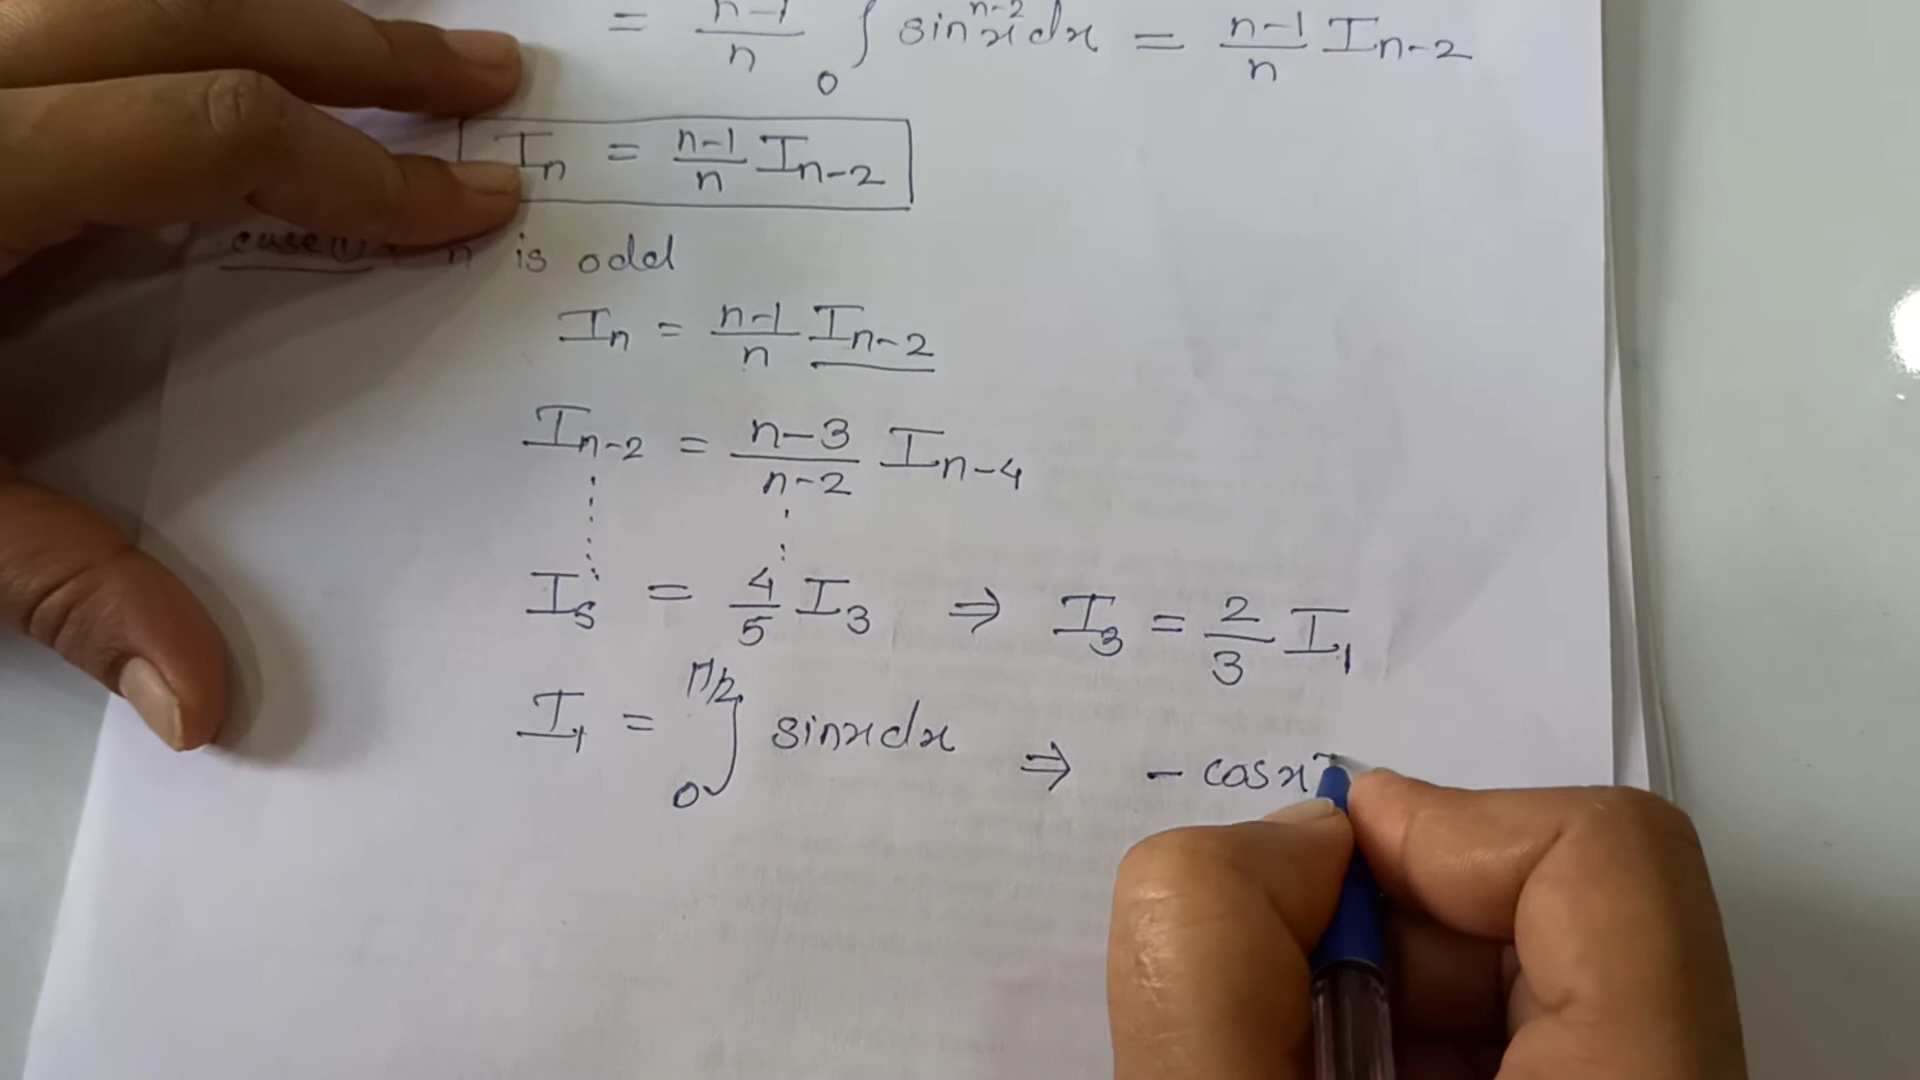 = n-1/n ∫₀ sinⁿ⁻²x dx = n-1/n Iₙ₋₂
Iₙ = n-1/n Iₙ₋₂
case(1) n is odd
Iₙ = n-1/n Iₙ₋₂
Iₙ₋₂ = n-3/n-2 Iₙ₋₄
I₅ = 4/5 I₃ ⇒ I₃ = 2/3 I₁
I₁ = ∫₀^π/2 sinx dx ⇒ - cosx